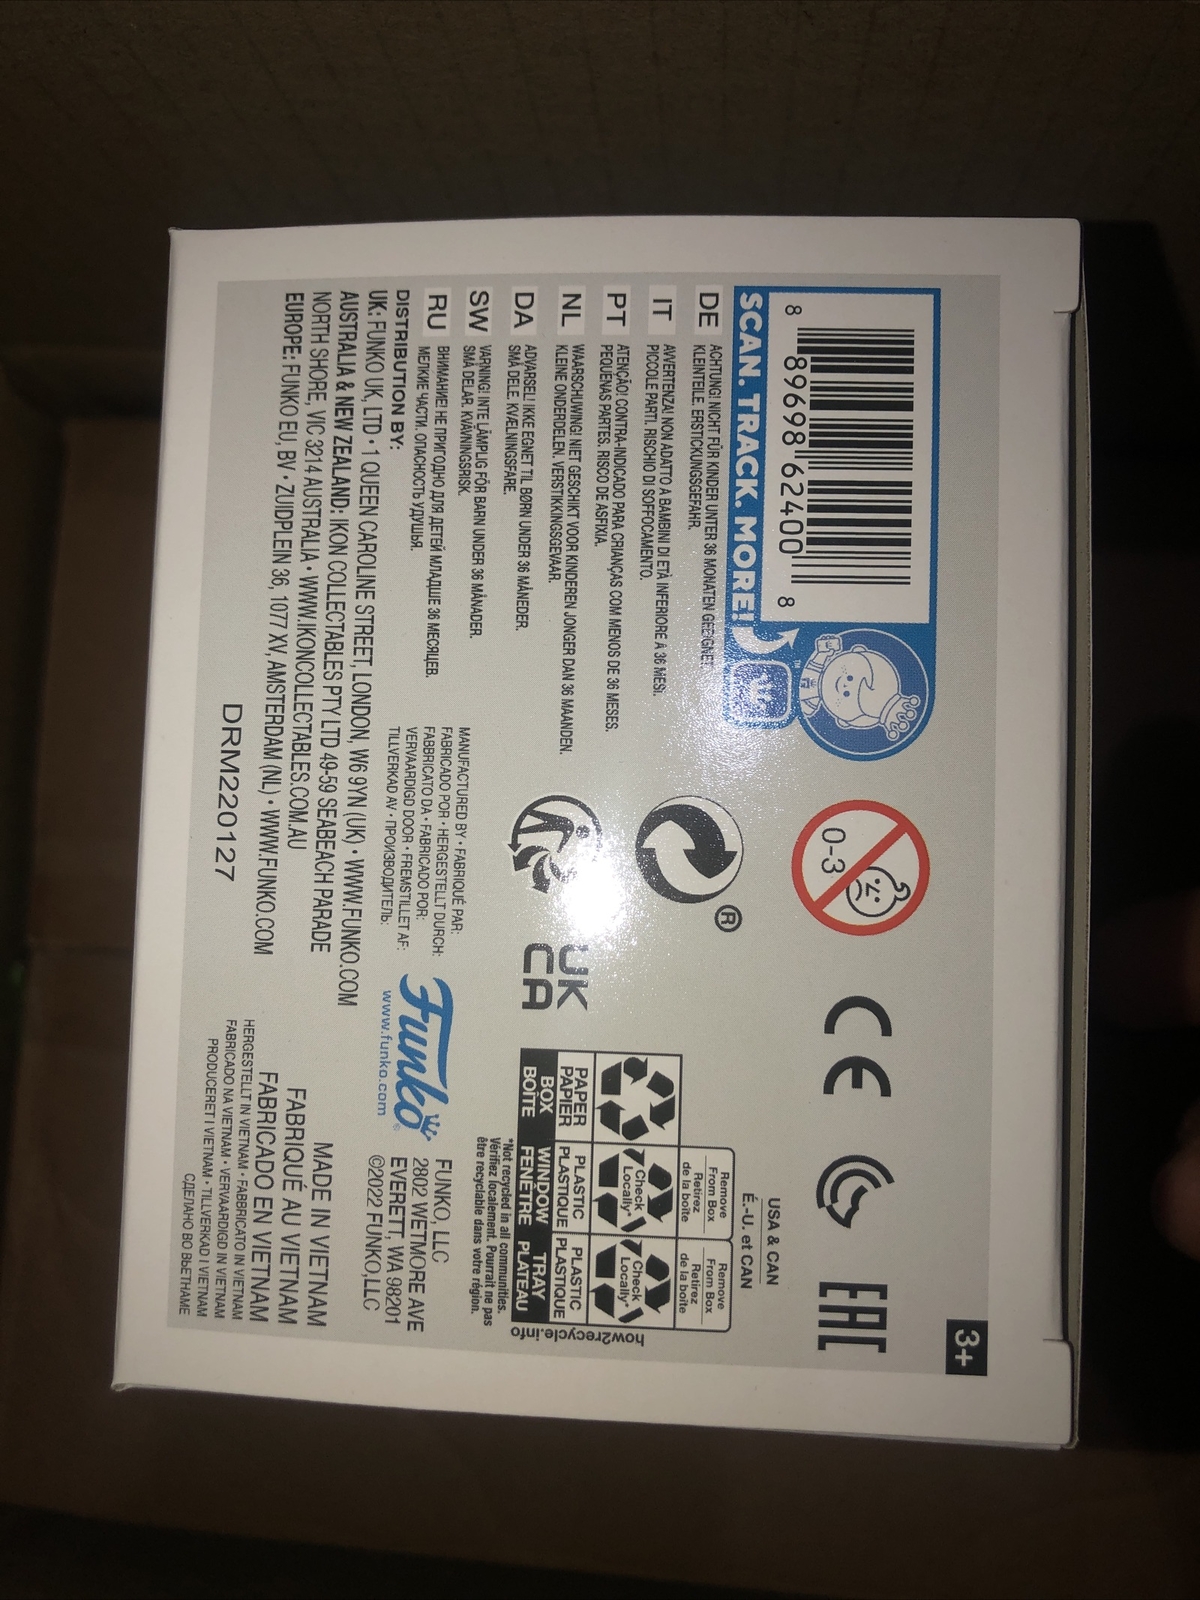 8 89698 62400 8
SCAN. TRACK. MORE!
TM
0-3
3+
DE ACHTUNG! NICHT FÜR KINDER UNTER 36 MONATEN GEEIGNET.
KLEINTEILE. ERSTICKUNGSGEFAHR.
IT AVVERTENZA! NON ADATTO A BAMBINI DI ETÀ INFERIORE A 36 MESI.
PICCOLE PARTI. RISCHIO DI SOFFOCAMENTO.
PT ATENÇÃO! CONTRA-INDICADO PARA CRIANÇAS COM MENOS DE 36 MESES.
PEQUENAS PARTES. RISCO DE ASFIXIA.
NL WAARSCHUWING! NIET GESCHIKT VOOR KINDEREN JONGER DAN 36 MAANDEN.
KLEINE ONDERDELEN. VERSTIKKINGSGEVAAR.
DA ADVARSEL! IKKE EGNET TIL BØRN UNDER 36 MÅNEDER.
SMÅ DELE. KVÆLNINGSFARE.
SW VARNING! INTE LÄMPLIG FÖR BARN UNDER 36 MÅNADER.
SMÅ DELAR. KVÄVNINGSRISK.
RU ВНИМАНИЕ! НЕ ПРИГОДНО ДЛЯ ДЕТЕЙ МЛАДШЕ 36 МЕСЯЦЕВ.
МЕЛКИЕ ЧАСТИ. ОПАСНОСТЬ УДУШЬЯ.
DISTRIBUTION BY:
UK: FUNKO UK, LTD • 1 QUEEN CAROLINE STREET, LONDON, W6 9YN (UK) • WWW.FUNKO.COM
AUSTRALIA & NEW ZEALAND: IKON COLLECTABLES PTY LTD 49-59 SEABEACH PARADE
NORTH SHORE, VIC 3214 AUSTRALIA • WWW.IKONCOLLECTABLES.COM.AU
EUROPE: FUNKO EU, BV • ZUIDPLEIN 36, 1077 XV, AMSTERDAM (NL) • WWW.FUNKO.COM
DRM220127
®
CE
EAC
UK
CA
USA & CAN
É.-U. et CAN
Remove
From Box
Retirez
de la boîte
Remove
From Box
Retirez
de la boîte
Check
Locally*
Check
Locally*
PAPER
PAPIER
PLASTIC
PLASTIQUE
PLASTIC
PLASTIQUE
BOX
BOÎTE
WINDOW
FENÊTRE
TRAY
PLATEAU
*Not recycled in all communities.
Vérifiez localement. Pourrait ne pas
être recyclable dans votre région.
how2recycle.info
MANUFACTURED BY • FABRIQUÉ PAR:
FABRICADO POR • HERGESTELLT DURCH:
FABBRICATO DA • FABRICADO POR:
VERVAARDIGD DOOR • FREMSTILLET AF:
TILLVERKAD AV • ПРОИЗВОДИТЕЛЬ:
Funko®
www.funko.com
FUNKO, LLC
2802 WETMORE AVE
EVERETT, WA 98201
©2022 FUNKO,LLC
MADE IN VIETNAM
FABRIQUÉ AU VIETNAM
FABRICADO EN VIETNAM
HERGESTELLT IN VIETNAM • FABBRICATO IN VIETNAM
FABRICADO NA VIETNAM • VERVAARDIGD IN VIETNAM
PRODUCERET I VIETNAM • TILLVERKAD I VIETNAM
СДЕЛАНО ВО ВЬЕТНАМЕ